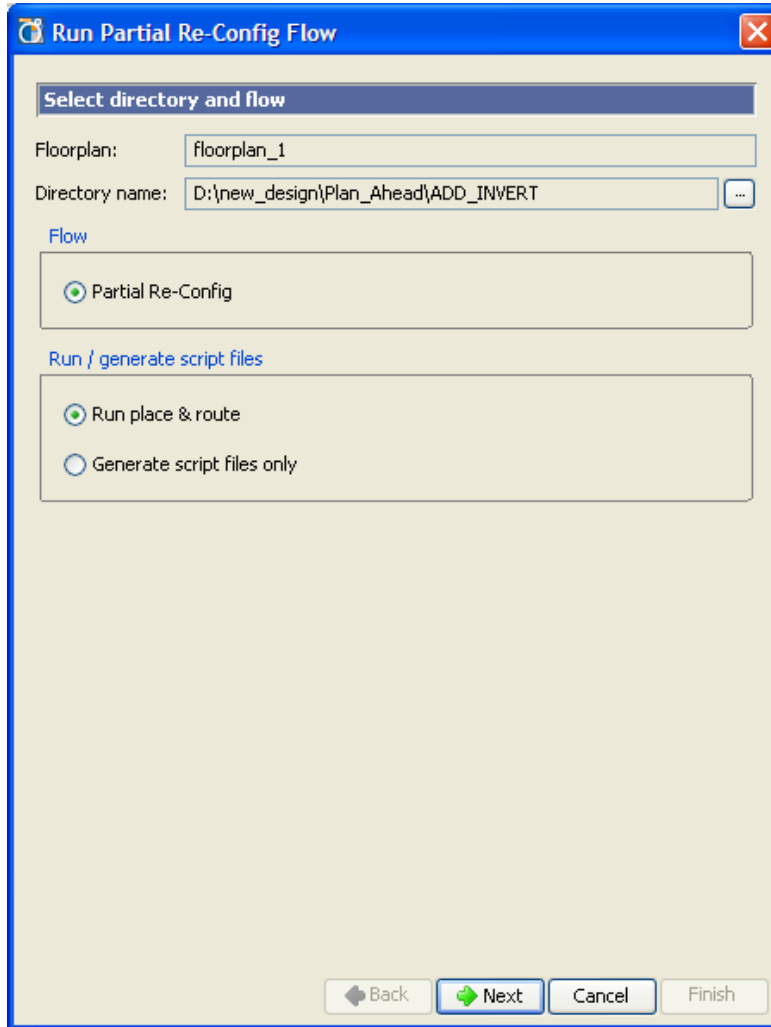 Run Partial Re-Config Flow
Select directory and flow
Floorplan: floorplan_1
Directory name: D:\new_design\Plan_Ahead\ADD_INVERT ...
Flow
Partial Re-Config
Run / generate script files
Run place & route
Generate script files only
Back Next Cancel Finish